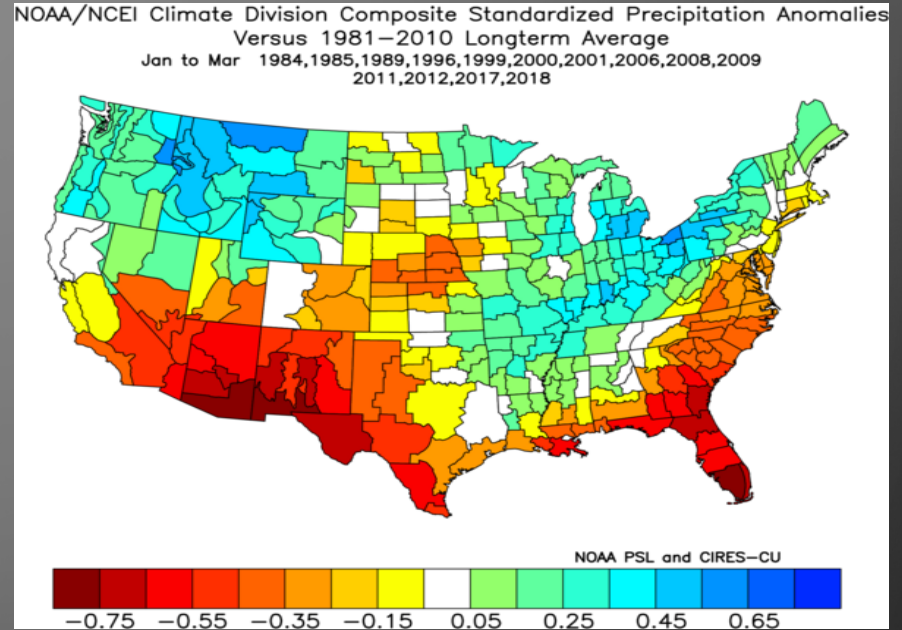 NOAA/NCEI Climate Division Composite Standardized Precipitation Anomalies
Versus 1981-2010 Longterm Average
Jan to Mar 1984,1985,1989,1996,1999,2000,2001,2006,2008,2009
2011,2012,2017,2018
NOAA PSL and CIRES-CU
-0.75 -0.55 -0.35 -0.15 0.05 0.25 0.45 0.65